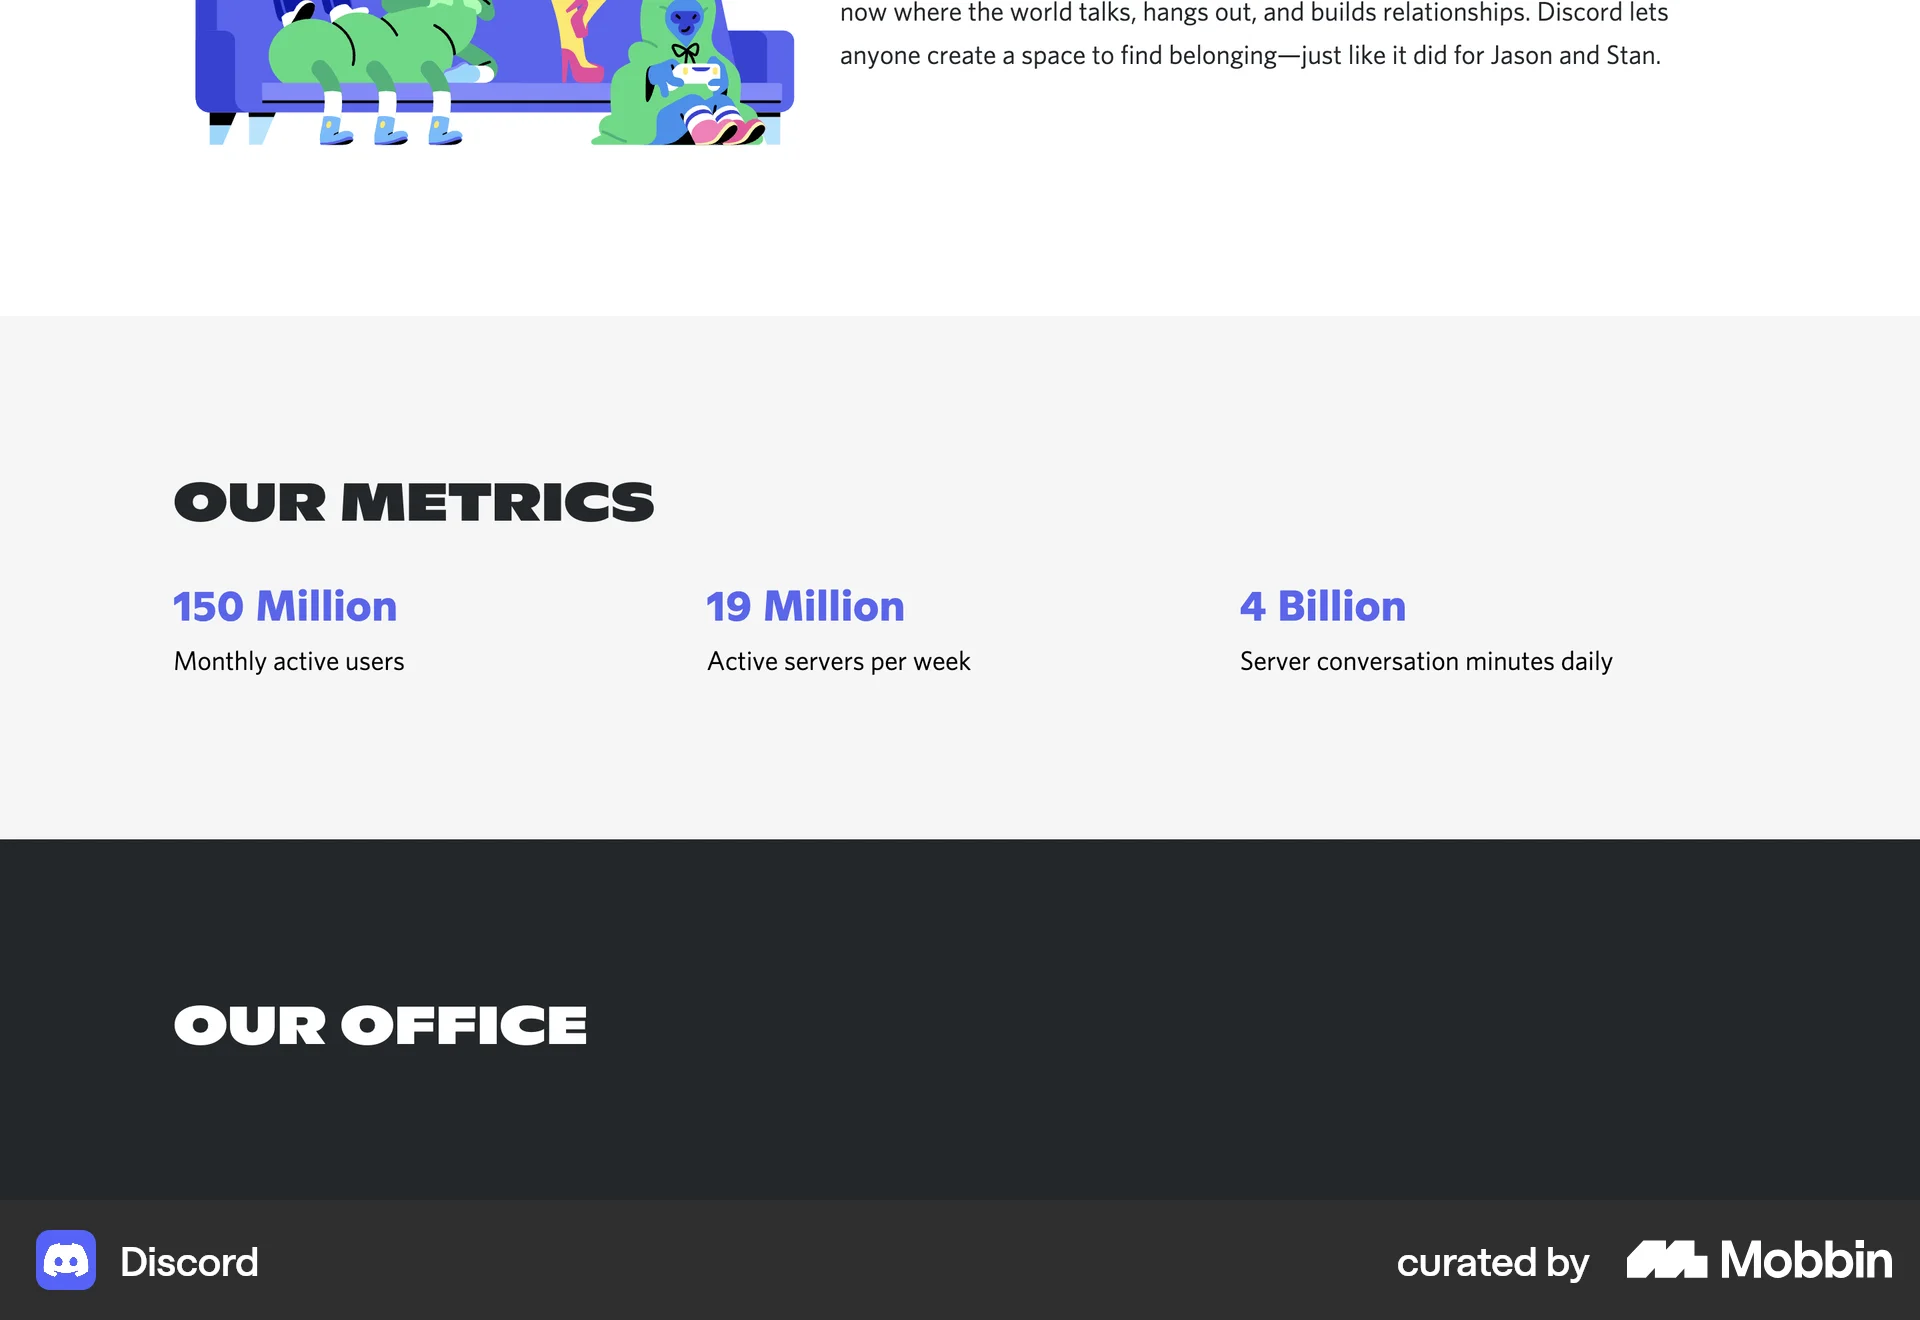 now where the world talks, hangs out, and builds relationships. Discord lets
anyone create a space to find belonging—just like it did for Jason and Stan.
OUR METRICS
150 Million
Monthly active users
19 Million
Active servers per week
4 Billion
Server conversation minutes daily
OUR OFFICE
Discord
curated by Mobbin